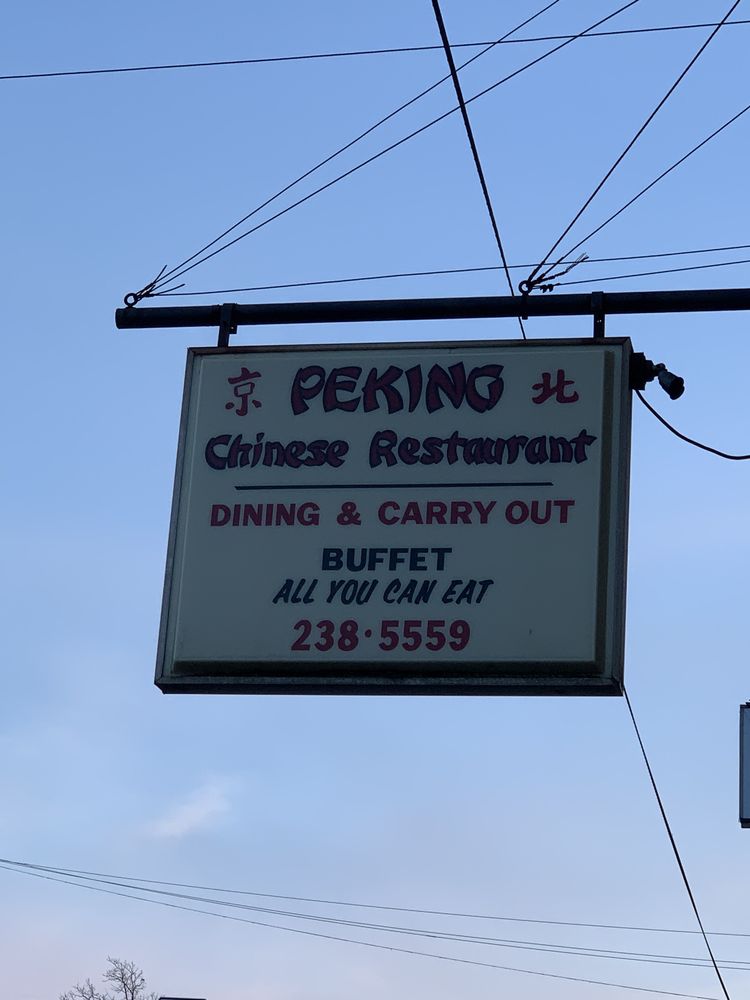 京 PEKING 北
Chinese Restaurant
DINING & CARRY OUT
BUFFET
ALL YOU CAN EAT
238·5559